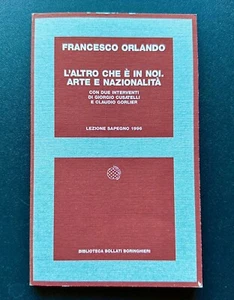 FRANCESCO ORLANDO
L'ALTRO CHE È IN NOI.
ARTE E NAZIONALITÀ
CON DUE INTERVENTI
DI GIORGIO CUSATELLI
E CLAUDIO GORLIER
LEZIONE SAPEGNO 1996
BIBLIOTECA BOLLATI BORINGHIERI